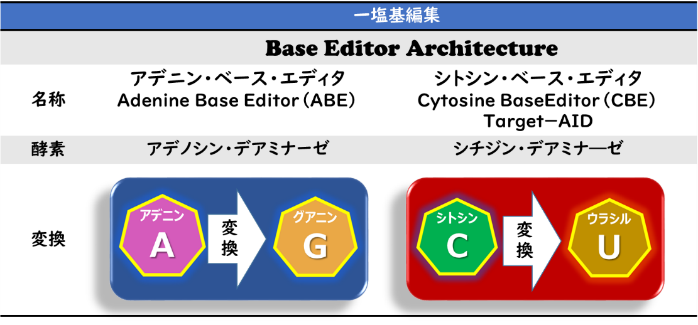 一塩基編集
Base Editor Architecture
名称
アデニン・ベース・エディタ
Adenine Base Editor (ABE)
シトシン・ベース・エディタ
Cytosine BaseEditor (CBE)
Target−AID
酵素
アデノシン・デアミナーゼ
シチジン・デアミナ―ゼ
変換
アデニン
A
変換
グアニン
G
シトシン
C
変換
ウラシル
U